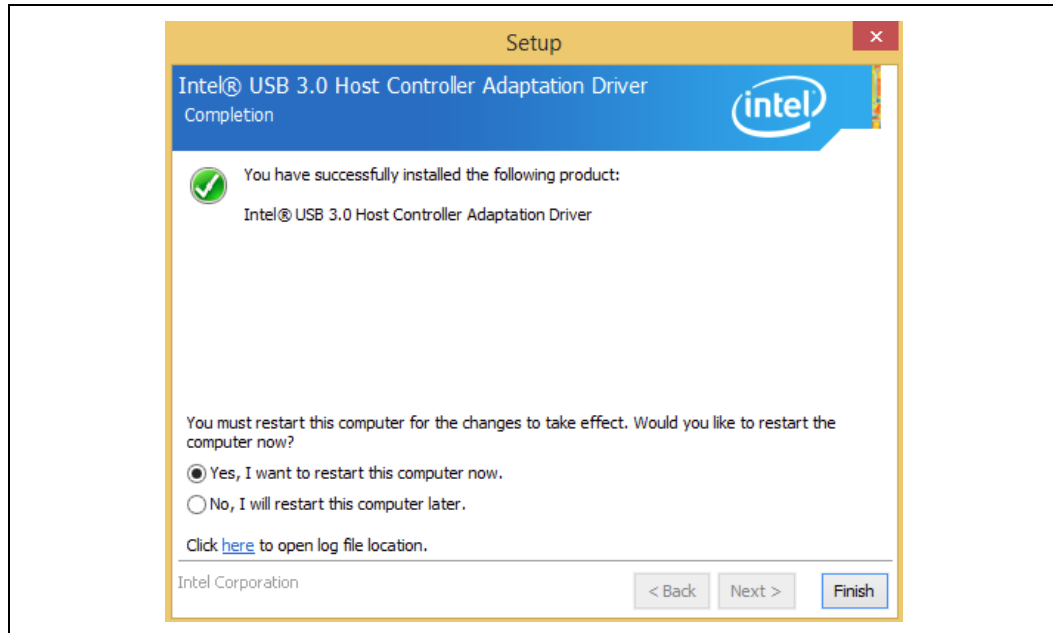 Setup
Intel® USB 3.0 Host Controller Adaptation Driver
Completion
intel
You have successfully installed the following product:
Intel® USB 3.0 Host Controller Adaptation Driver
You must restart this computer for the changes to take effect. Would you like to restart the
computer now?
Yes, I want to restart this computer now.
No, I will restart this computer later.
Click here to open log file location.
Intel Corporation
< Back Next > Finish